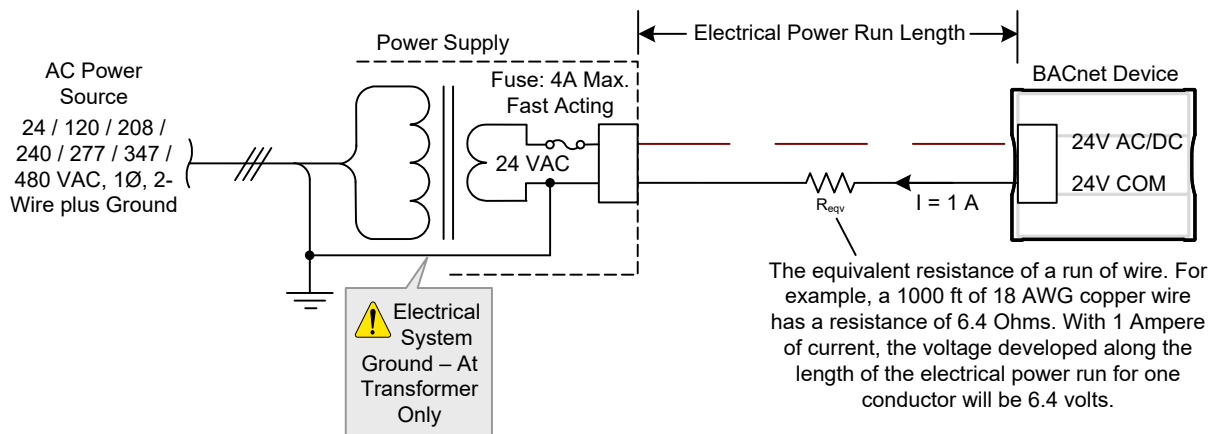 AC Power
Source
24 / 120 / 208 /
240 / 277 / 347 /
480 VAC, 1Ø, 2-
Wire plus Ground
Power Supply
Fuse: 4A Max.
Fast Acting
24 VAC
Electrical Power Run Length
BACnet Device
24V AC/DC
24V COM
Reqv
I = 1 A
Electrical
System
Ground – At
Transformer
Only
The equivalent resistance of a run of wire. For
example, a 1000 ft of 18 AWG copper wire
has a resistance of 6.4 Ohms. With 1 Ampere
of current, the voltage developed along the
length of the electrical power run for one
conductor will be 6.4 volts.